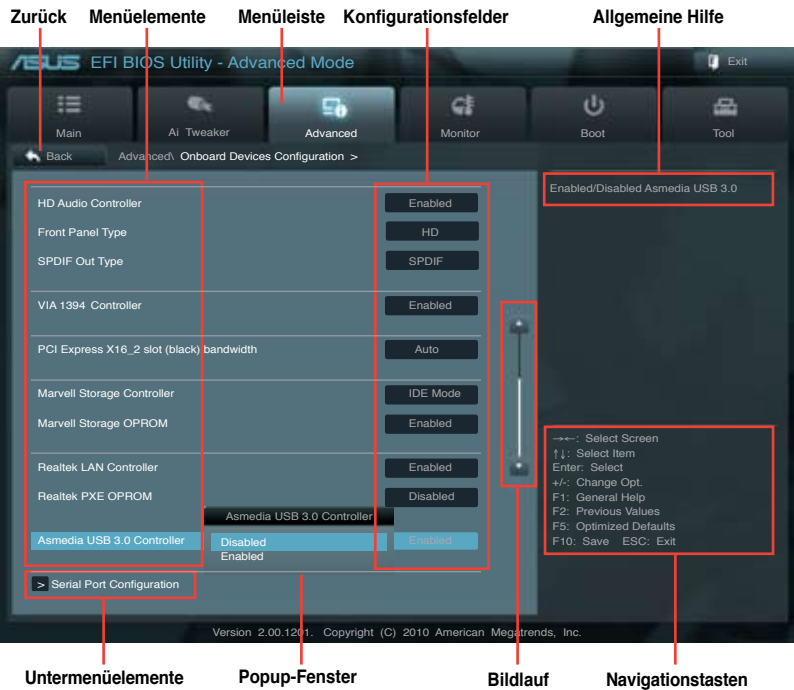 Zurück Menüelemente Menüleiste Konfigurationsfelder Allgemeine Hilfe
ASUS EFI BIOS Utility - Advanced Mode Exit
Main Ai Tweaker Advanced Monitor Boot Tool
Back Advanced\ Onboard Devices Configuration >
Enabled/Disabled Asmedia USB 3.0
HD Audio Controller Enabled
Front Panel Type HD
SPDIF Out Type SPDIF
VIA 1394 Controller Enabled
PCI Express X16_2 slot (black) bandwidth Auto
Marvell Storage Controller IDE Mode
Marvell Storage OPROM Enabled
Realtek LAN Controller Enabled
Realtek PXE OPROM Disabled
Asmedia USB 3.0 Controller
Asmedia USB 3.0 Controller Disabled Enabled
Enabled
> Serial Port Configuration
→←: Select Screen
↑↓: Select Item
Enter: Select
+/-: Change Opt.
F1: General Help
F2: Previous Values
F5: Optimized Defaults
F10: Save ESC: Exit
Version 2.00.1201. Copyright (C) 2010 American Megatrends, Inc.
Untermenüelemente Popup-Fenster Bildlauf Navigationstasten